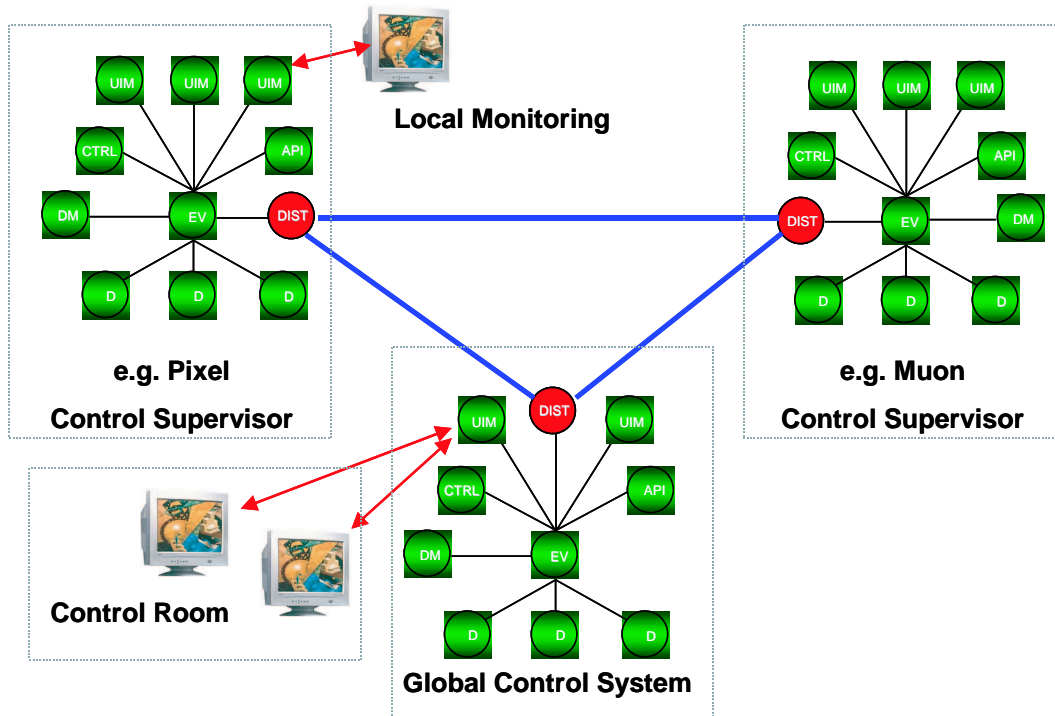 UIM UIM UIM
CTRL API
DM EV DIST
D D D
e.g. Pixel
Control Supervisor
Local Monitoring
UIM UIM UIM
CTRL API
DIST EV DM
D D D
e.g. Muon
Control Supervisor
UIM DIST UIM
CTRL API
DM EV
D D D
Global Control System
Control Room